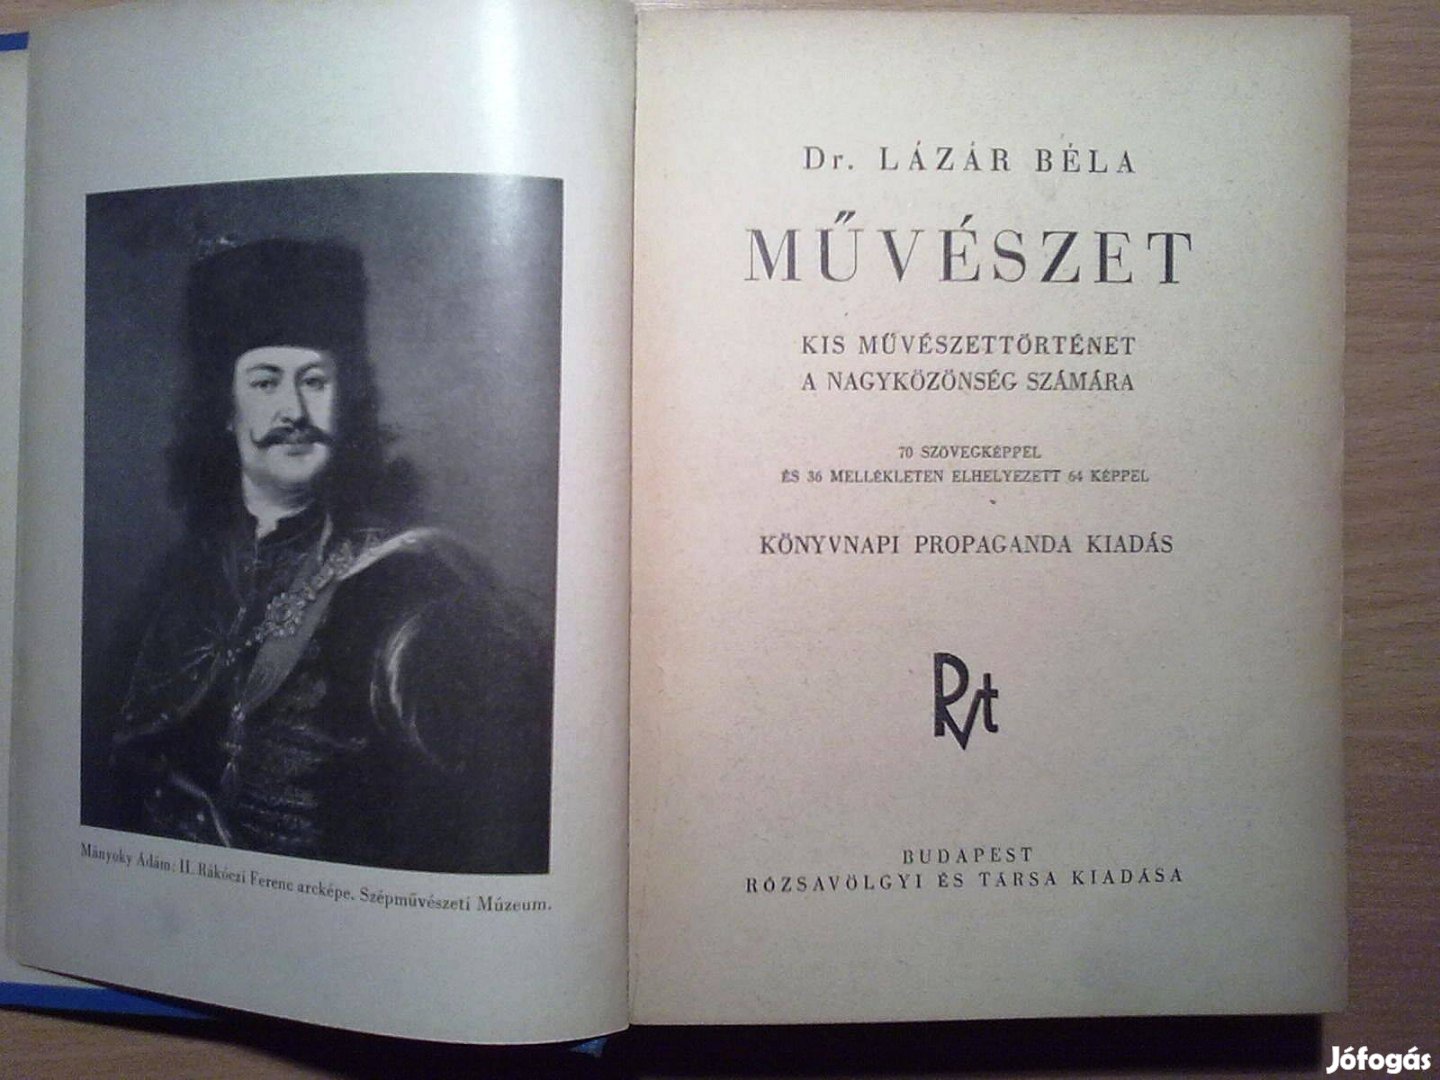 Mányoky Ádám: II. Rákóczi Ferenc arcképe. Szépművészeti Múzeum.
Dr. LÁZÁR BÉLA
MŰVÉSZET
KIS MŰVÉSZETTÖRTÉNET
A NAGYKÖZÖNSÉG SZÁMÁRA
70 SZÖVEGKÉPPEL
ÉS 36 MELLÉKLETEN ELHELYEZETT 64 KÉPPEL
KÖNYVNAPI PROPAGANDA KIADÁS
Rvt
BUDAPEST
RÓZSAVÖLGYI ÉS TÁRSA KIADÁSA
Jófogás